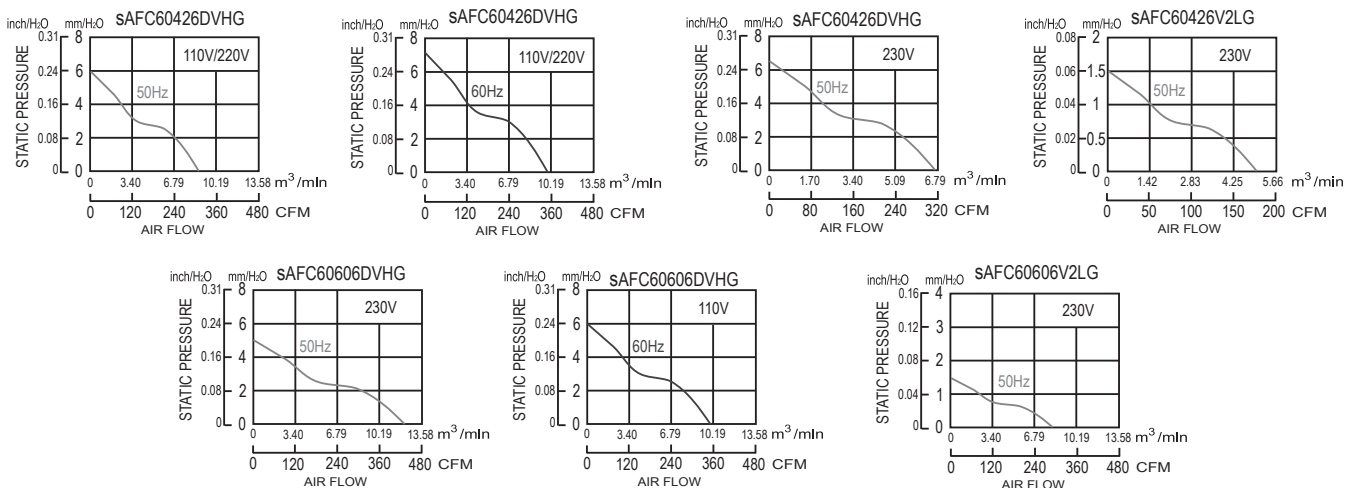 sAFC60426DVHG
inch/H₂O mm/H₂O
STATIC PRESSURE
0.31 8
0.24 6
0.16 4
0.08 2
0 0
110V/220V
50Hz
0 3.40 6.79 10.19 13.58 m³/mln
0 120 240 360 480 CFM
AIR FLOW
sAFC60426DVHG
inch/H₂O mm/H₂O
STATIC PRESSURE
0.31 8
0.24 6
0.16 4
0.08 2
0 0
110V/220V
60Hz
0 3.40 6.79 10.19 13.58 m³/mln
0 120 240 360 480 CFM
AIR FLOW
sAFC60426DVHG
inch/H₂O mm/H₂O
STATIC PRESSURE
0.31 8
0.24 6
0.16 4
0.08 2
0 0
230V
50Hz
0 1.70 3.40 5.09 6.79 m³/mln
0 80 160 240 320 CFM
AIR FLOW
sAFC60426V2LG
inch/H₂O mm/H₂O
STATIC PRESSURE
0.08 2
0.06 1.5
0.04 1
0.02 0.5
0 0
230V
50Hz
0 1.42 2.83 4.25 5.66 m³/min
0 50 100 150 200 CFM
AIR FLOW
sAFC60606DVHG
inch/H₂O mm/H₂O
STATIC PRESSURE
0.31 8
0.24 6
0.16 4
0.08 2
0 0
230V
50Hz
0 3.40 6.79 10.19 13.58 m³/mln
0 120 240 360 480 CFM
AIR FLOW
sAFC60606DVHG
inch/H₂O mm/H₂O
STATIC PRESSURE
0.31 8
0.24 6
0.16 4
0.08 2
0 0
110V
60Hz
0 3.40 6.79 10.19 13.58 m³/mln
0 120 240 360 480 CFM
AIR FLOW
sAFC60606V2LG
inch/H₂O mm/H₂O
STATIC PRESSURE
0.16 4
0.12 3
0.08 2
0.04 1
0 0
230V
50Hz
0 3.40 6.79 10.19 13.58 m³/mln
0 120 240 360 480 CFM
AIR FLOW